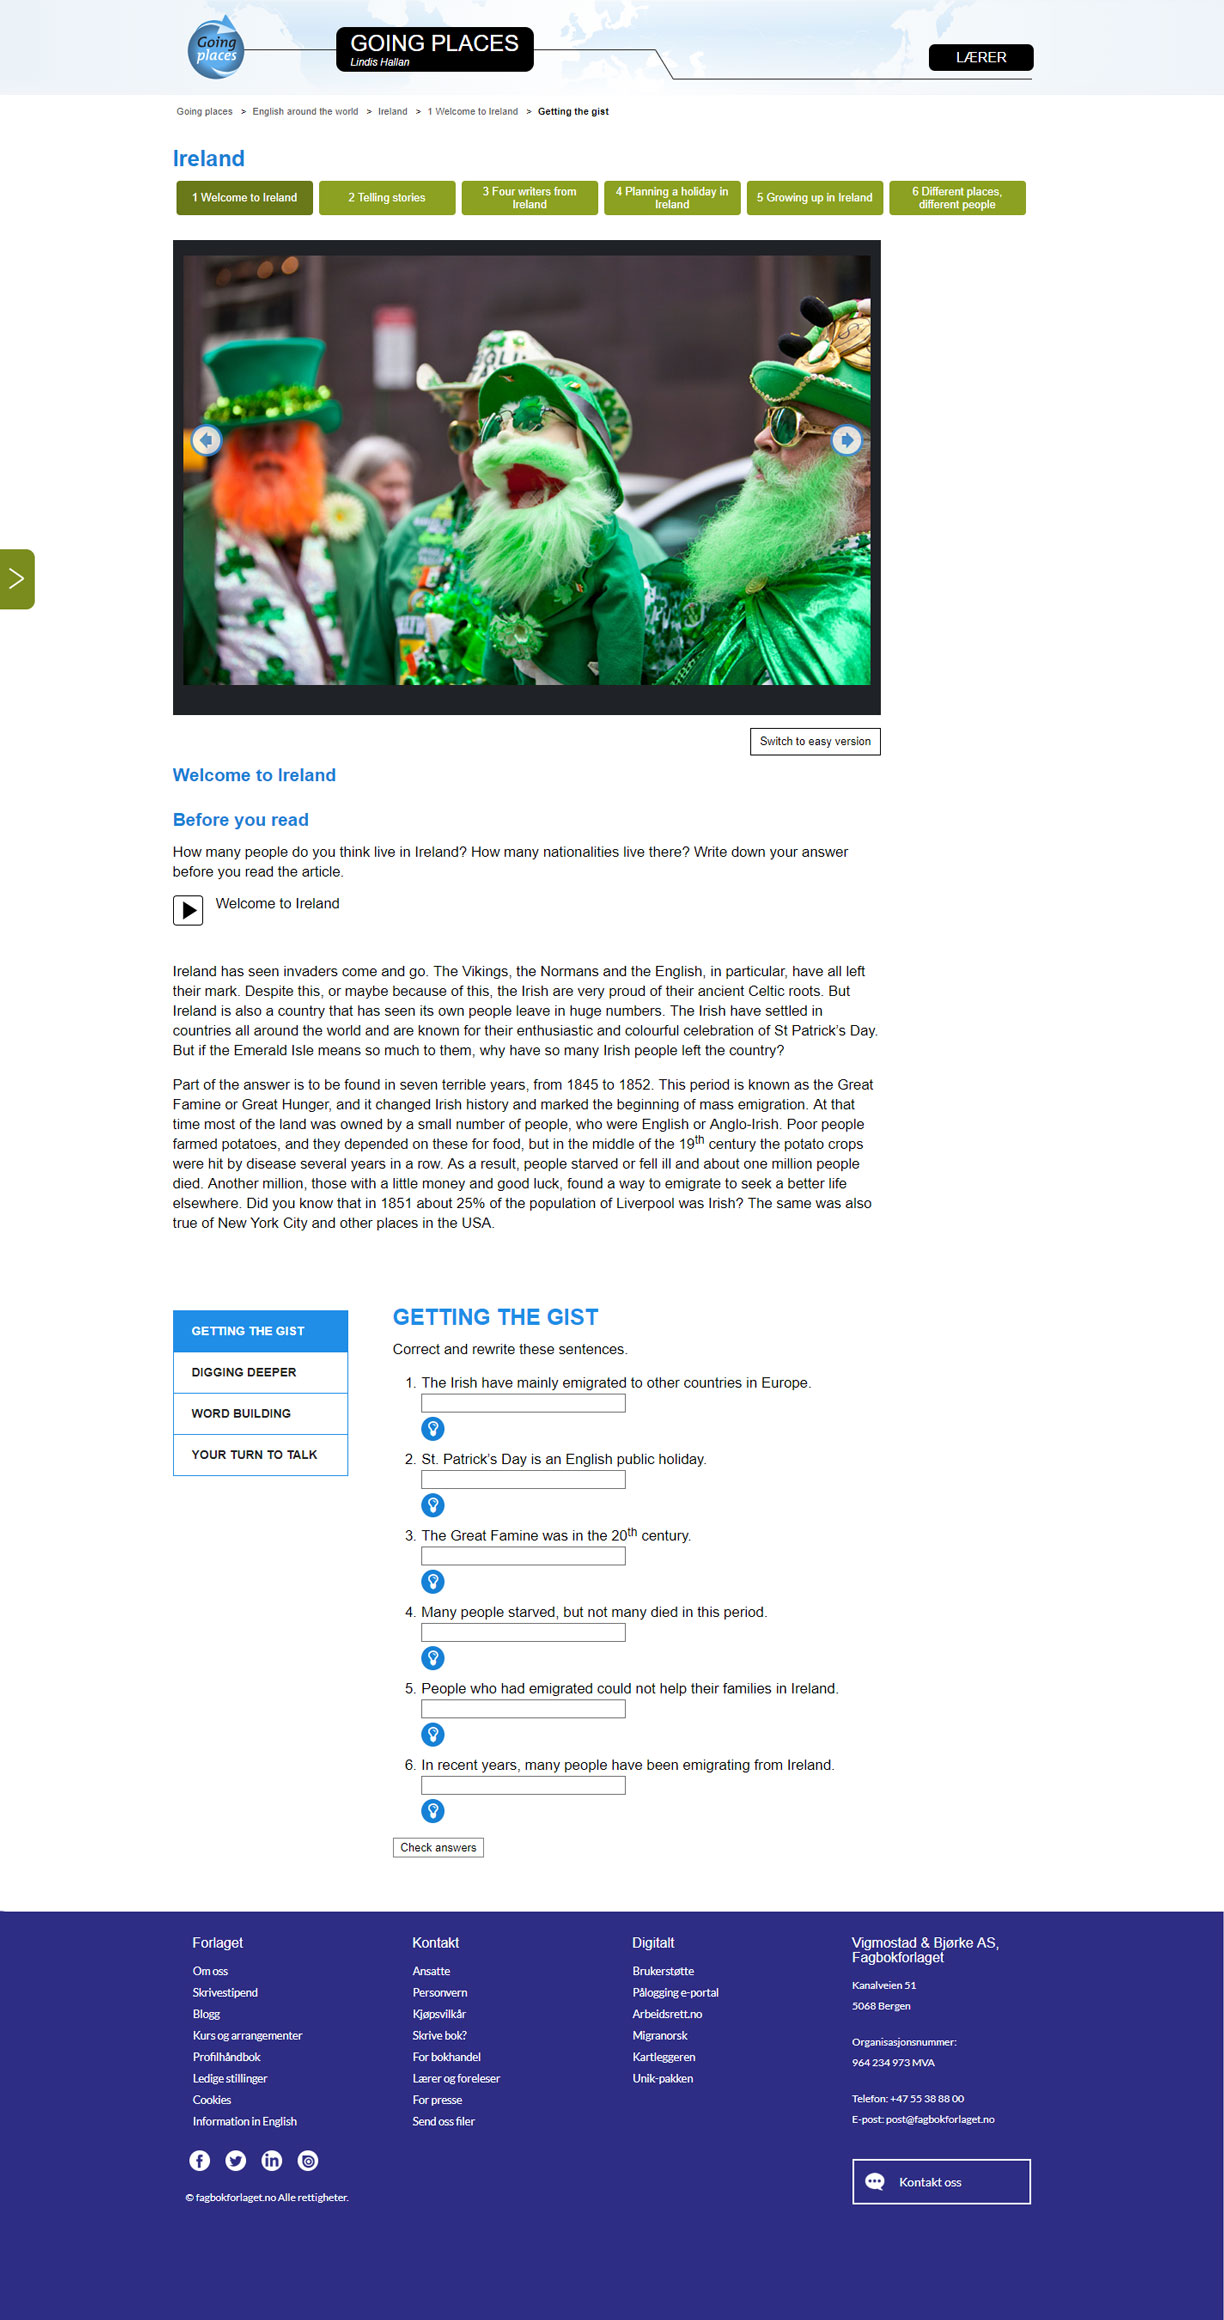 Going
places
GOING PLACES
Lindis Hallan
LÆRER
Going places > English around the world > Ireland > 1 Welcome to Ireland > Getting the gist
Ireland
1 Welcome to Ireland
2 Telling stories
3 Four writers from
Ireland
4 Planning a holiday in
Ireland
5 Growing up in Ireland
6 Different places,
different people
Switch to easy version
Welcome to Ireland
Before you read
How many people do you think live in Ireland? How many nationalities live there? Write down your answer
before you read the article.
Welcome to Ireland
Ireland has seen invaders come and go. The Vikings, the Normans and the English, in particular, have all left
their mark. Despite this, or maybe because of this, the Irish are very proud of their ancient Celtic roots. But
Ireland is also a country that has seen its own people leave in huge numbers. The Irish have settled in
countries all around the world and are known for their enthusiastic and colourful celebration of St Patrick's Day.
But if the Emerald Isle means so much to them, why have so many Irish people left the country?
Part of the answer is to be found in seven terrible years, from 1845 to 1852. This period is known as the Great
Famine or Great Hunger, and it changed Irish history and marked the beginning of mass emigration. At that
time most of the land was owned by a small number of people, who were English or Anglo-Irish. Poor people
farmed potatoes, and they depended on these for food, but in the middle of the 19th century the potato crops
were hit by disease several years in a row. As a result, people starved or fell ill and about one million people
died. Another million, those with a little money and good luck, found a way to emigrate to seek a better life
elsewhere. Did you know that in 1851 about 25% of the population of Liverpool was Irish? The same was also
true of New York City and other places in the USA.
GETTING THE GIST
DIGGING DEEPER
WORD BUILDING
YOUR TURN TO TALK
GETTING THE GIST
Correct and rewrite these sentences.
1. The Irish have mainly emigrated to other countries in Europe.
2. St. Patrick's Day is an English public holiday.
3. The Great Famine was in the 20th century.
4. Many people starved, but not many died in this period.
5. People who had emigrated could not help their families in Ireland.
6. In recent years, many people have been emigrating from Ireland.
Check answers
Forlaget
Om oss
Skrivestipend
Blogg
Kurs og arrangementer
Profilhåndbok
Ledige stillinger
Cookies
Information in English
© fagbokforlaget.no Alle rettigheter.
Kontakt
Ansatte
Personvern
Kjøpsvilkår
Skrive bok?
For bokhandel
Lærer og foreleser
For presse
Send oss filer
Digitalt
Brukerstøtte
Pålogging e-portal
Arbeidsrett.no
Migranorsk
Kartleggeren
Unik-pakken
Vigmostad & Bjørke AS,
Fagbokforlaget
Kanalveien 51
5068 Bergen
Organisasjonsnummer:
964 234 973 MVA
Telefon: +47 55 38 88 00
E-post: post@fagbokforlaget.no
Kontakt oss